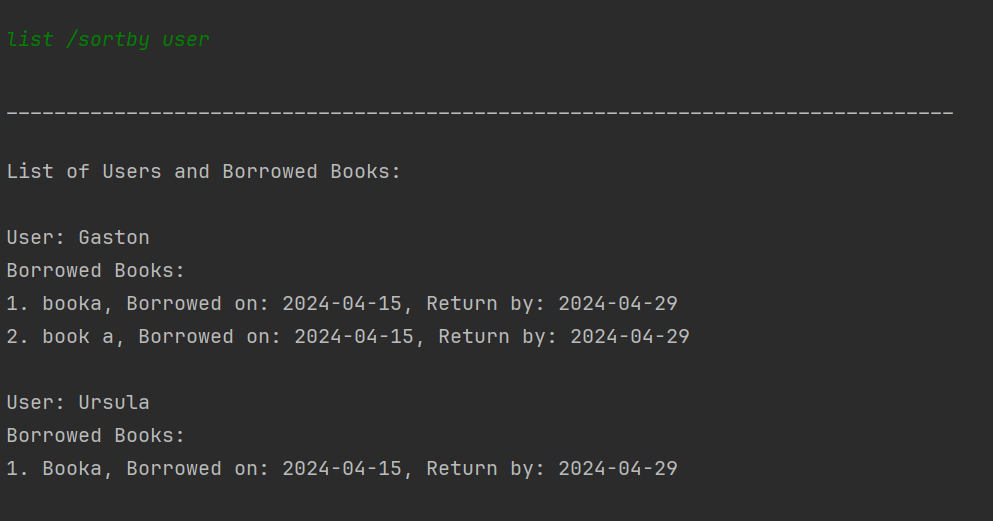 list /sortby user
_______________________________________________________________________________
List of Users and Borrowed Books:
User: Gaston
Borrowed Books:
1. booka, Borrowed on: 2024-04-15, Return by: 2024-04-29
2. book a, Borrowed on: 2024-04-15, Return by: 2024-04-29
User: Ursula
Borrowed Books:
1. Booka, Borrowed on: 2024-04-15, Return by: 2024-04-29